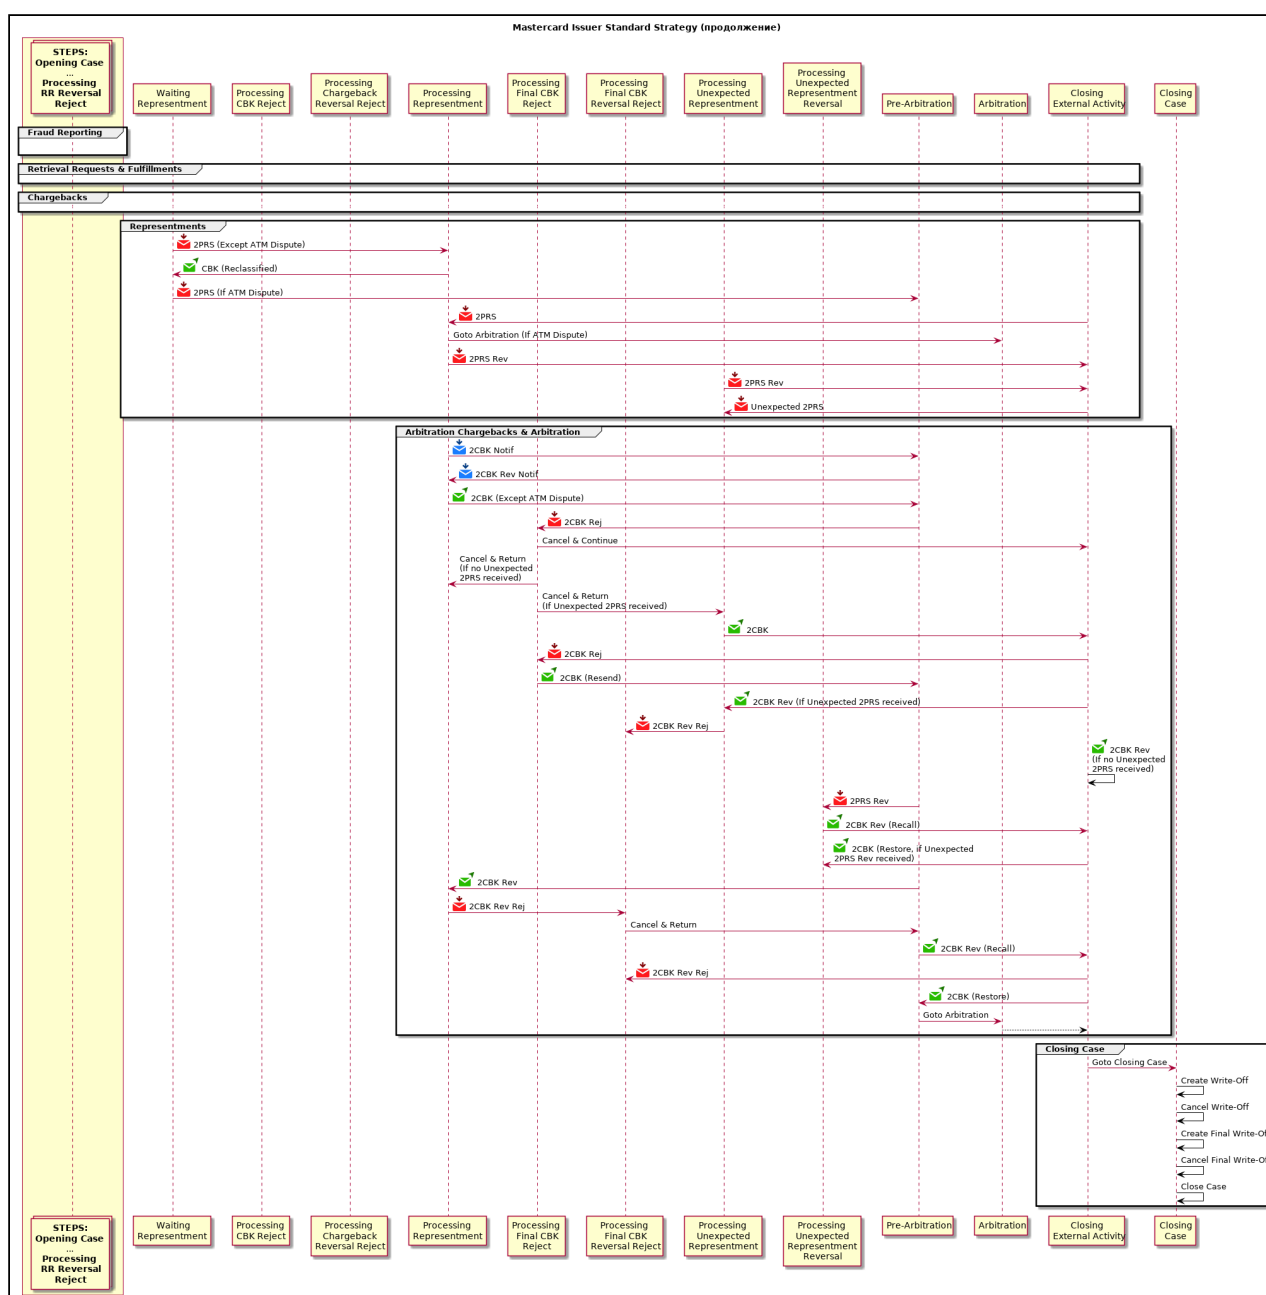 Mastercard Issuer Standard Strategy (продолжение)
STEPS:
Opening Case
...
Processing
RR Reversal
Reject
Waiting
Representment
Processing
CBK Reject
Processing
Chargeback
Reversal Reject
Processing
Representment
Processing
Final CBK
Reject
Processing
Final CBK
Reversal Reject
Processing
Unexpected
Representment
Processing
Unexpected
Representment
Reversal
Pre-Arbitration
Arbitration
Closing
External Activity
Closing
Case
Fraud Reporting
Retrieval Requests & Fulfillments
Chargebacks
Representments
2PRS (Except ATM Dispute)
CBK (Reclassified)
2PRS (If ATM Dispute)
2PRS
Goto Arbitration (If ATM Dispute)
2PRS Rev
2PRS Rev
Unexpected 2PRS
Arbitration Chargebacks & Arbitration
2CBK Notif
2CBK Rev Notif
2CBK (Except ATM Dispute)
2CBK Rej
Cancel & Continue
Cancel & Return
(If no Unexpected
2PRS received)
Cancel & Return
(If Unexpected 2PRS received)
2CBK
2CBK Rej
2CBK (Resend)
2CBK Rev (If Unexpected 2PRS received)
2CBK Rev Rej
2CBK Rev
(If no Unexpected
2PRS received)
2PRS Rev
2CBK Rev (Recall)
2CBK (Restore, if Unexpected
2PRS Rev received)
2CBK Rev
2CBK Rev Rej
Cancel & Return
2CBK Rev (Recall)
2CBK Rev Rej
2CBK (Restore)
Goto Arbitration
Closing Case
Goto Closing Case
Create Write-Off
Cancel Write-Off
Create Final
Cancel Final
Close Case
STEPS:
Opening Case
...
Processing
RR Reversal
Reject
Waiting
Representment
Processing
CBK Reject
Processing
Chargeback
Reversal Reject
Processing
Representment
Processing
Final CBK
Reject
Processing
Final CBK
Reversal Reject
Processing
Unexpected
Representment
Processing
Unexpected
Representment
Reversal
Pre-Arbitration
Arbitration
Closing
External Activity
Closing
Case